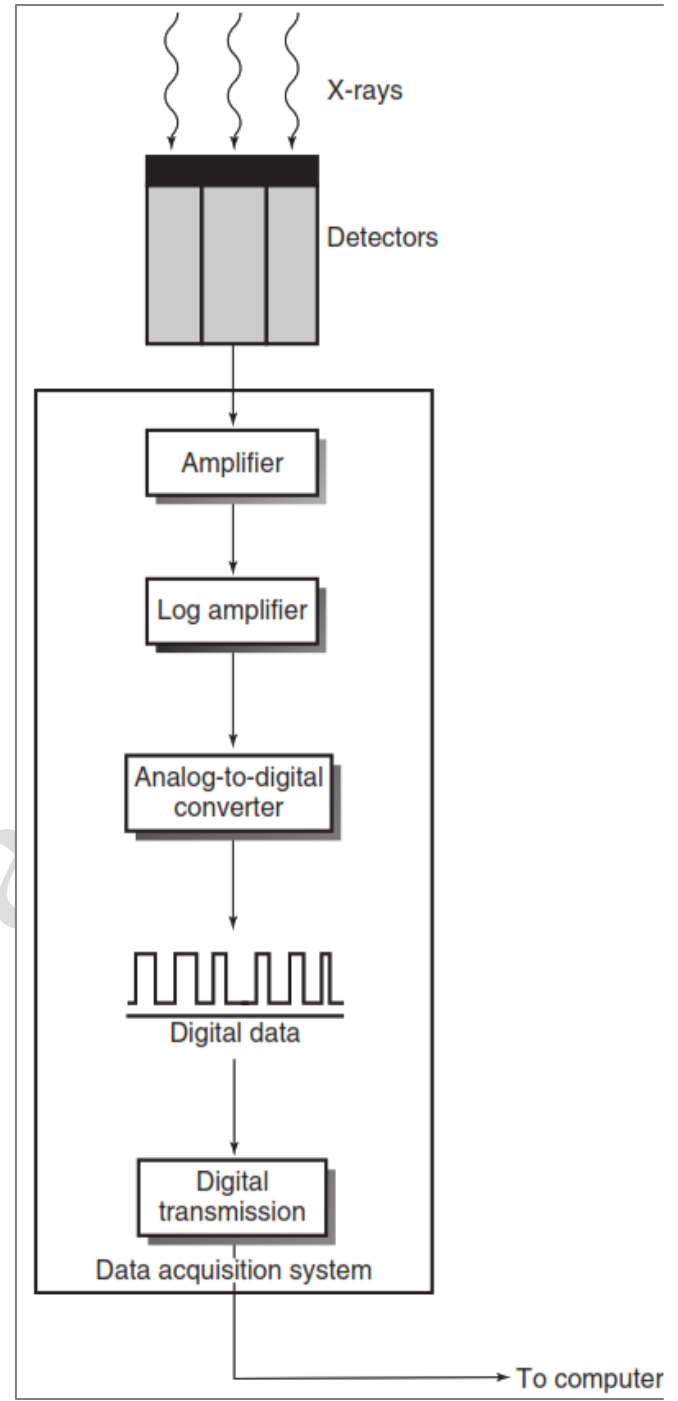 X-rays
Detectors
Amplifier
Log amplifier
Analog-to-digital
converter
Digital data
Digital
transmission
Data acquisition system
To computer